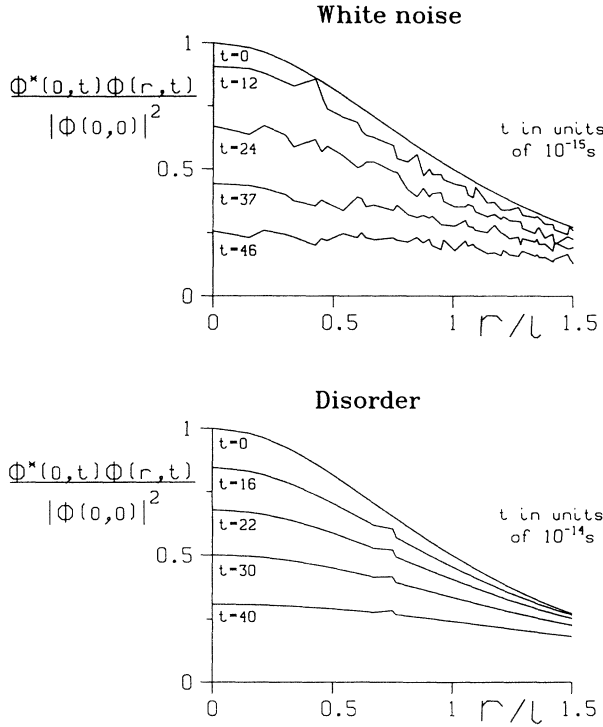 White noise
Φ*(0,t)Φ(r,t)
|Φ(0,0)|²
1
0.5
0
t=0
t=12
t=24
t=37
t=46
t in units
of 10⁻¹⁵s
0 0.5 1 r/l 1.5
Disorder
Φ*(0,t)Φ(r,t)
|Φ(0,0)|²
1
0.5
0
t=0
t=16
t=22
t=30
t=40
t in units
of 10⁻¹⁴s
0 0.5 1 r/l 1.5